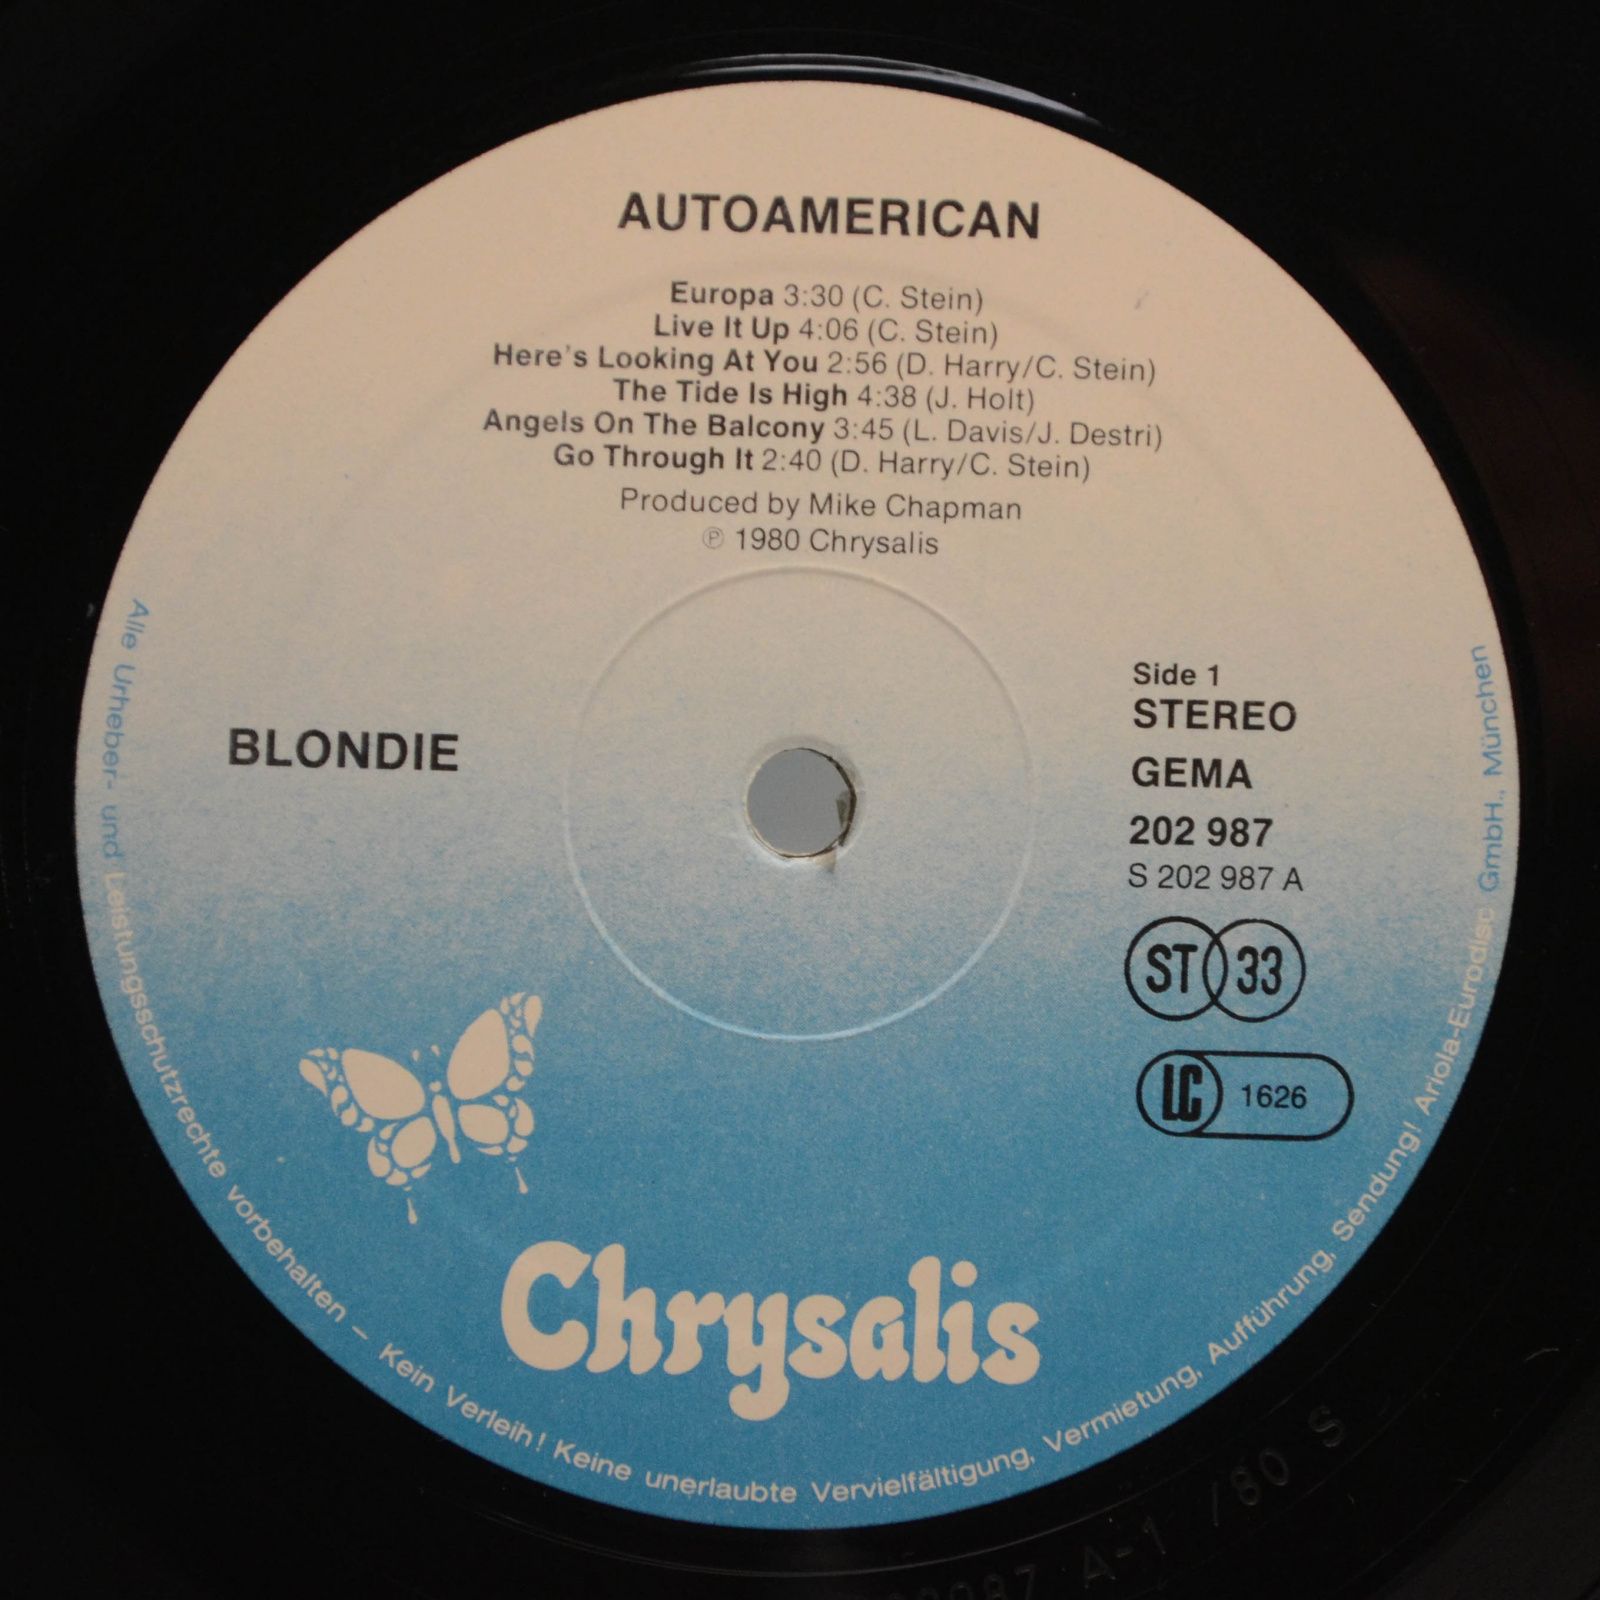 AUTOAMERICAN
Europa 3:30 (C. Stein)
Live It Up 4:06 (C. Stein)
Here's Looking At You 2:56 (D. Harry/C. Stein)
The Tide Is High 4:38 (J. Holt)
Angels On The Balcony 3:45 (L. Davis/J. Destri)
Go Through It 2:40 (D. Harry/C. Stein)
Produced by Mike Chapman
℗ 1980 Chrysalis
BLONDIE
Side 1
STEREO
GEMA
202 987
S 202 987 A
ST 33
LC 1626
Chrysalis
Alle Urheber- und Leistungsschutzrechte vorbehalten – Kein Verleih! Keine unerlaubte Vervielfältigung, Vermietung, Aufführung, Sendung! Ariola-Eurodisc GmbH., München
A-1 /80 S